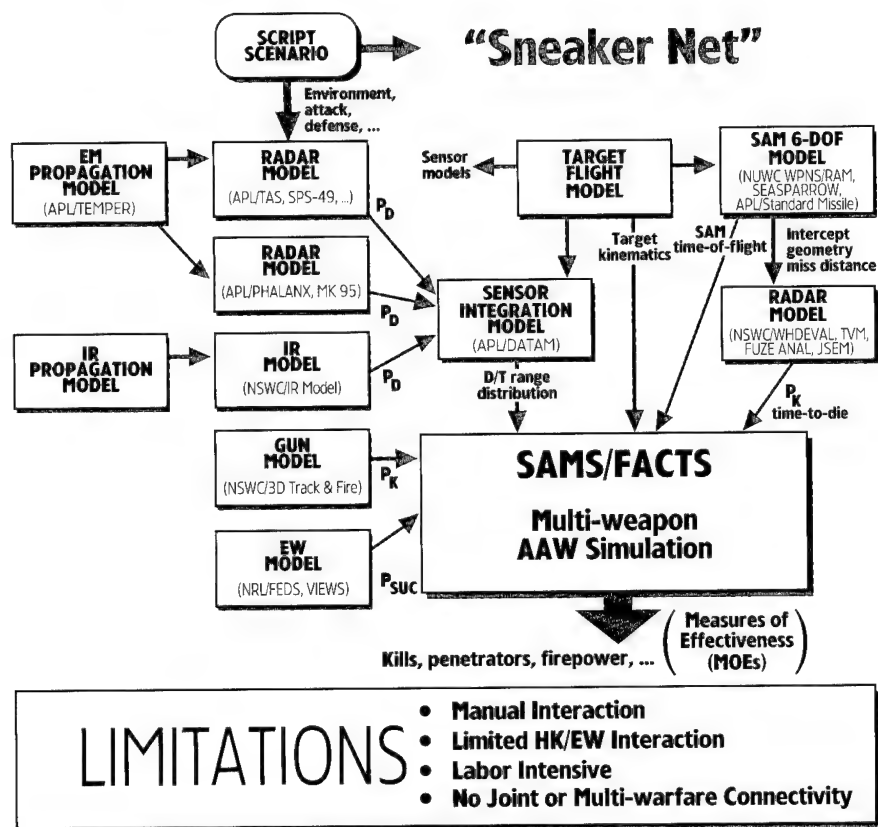 SCRIPT
SCENARIO
"Sneaker Net"
Environment,
attack,
defense, ...
EM
PROPAGATION
MODEL
(APL/TEMPER)
RADAR
MODEL
(APL/TAS, SPS-49, ...)
P_D
Sensor
models
TARGET
FLIGHT
MODEL
SAM 6-DOF
MODEL
(NUWC WPNS/RAM,
SEASPARROW,
APL/Standard Missile)
RADAR
MODEL
(APL/PHALANX, MK 95)
P_D
Target
kinematics
SAM
time-of-flight
Intercept
geometry
miss distance
SENSOR
INTEGRATION
MODEL
(APL/DATAM)
RADAR
MODEL
(NSWC/WHDEVAL, TVM,
FUZE ANAL, JSEM)
IR
PROPAGATION
MODEL
IR MODEL
(NSWC/IR Model)
P_D
D/T range
distribution
P_K
time-to-die
GUN
MODEL
(NSWC/3D Track & Fire)
P_K
SAMS/FACTS
Multi-weapon
AAW Simulation
EW
MODEL
(NRL/FEDS, VIEWS)
P_SUC
Kills, penetrators, firepower, ...
(Measures of
Effectiveness
(MOEs))
LIMITATIONS
• Manual Interaction
• Limited HK/EW Interaction
• Labor Intensive
• No Joint or Multi-warfare Connectivity